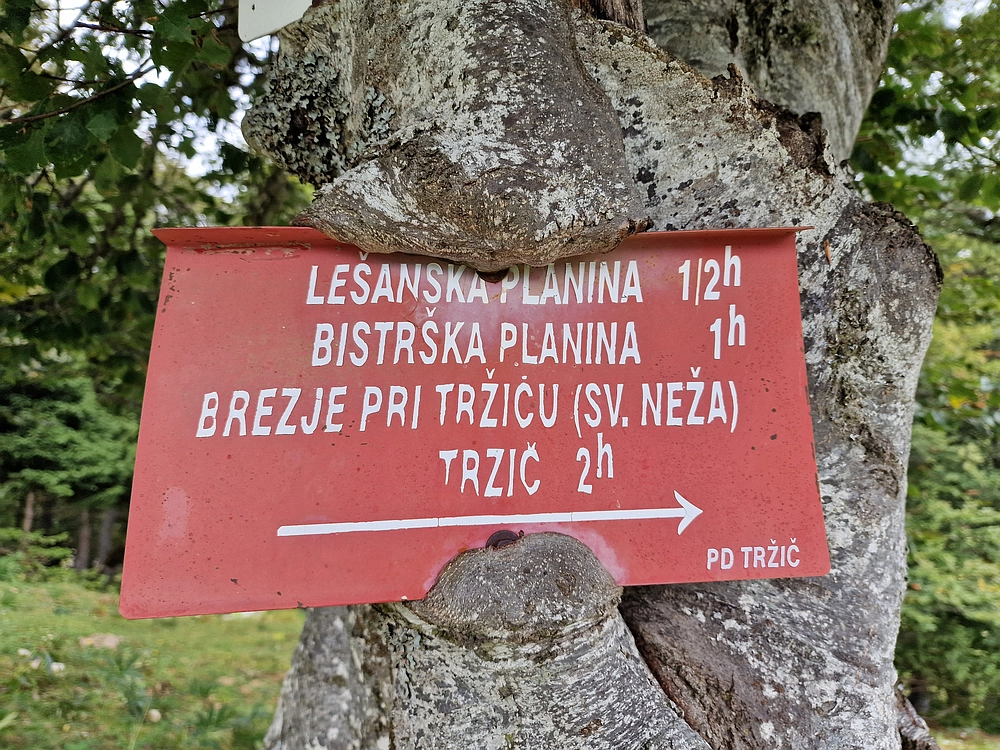 LEŠANSKA PLANINA 1/2h
BISTRŠKA PLANINA 1h
BREZJE PRI TRŽIČU (SV. NEŽA)
TRZIČ 2h
PD TRŽIČ